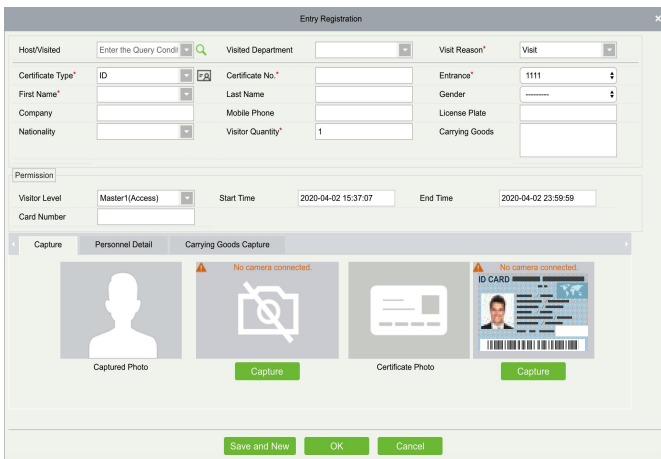 Entry Registration ×
Host/Visited Enter the Query Condit Visited Department Visit Reason* Visit
Certificate Type* ID Certificate No.* Entrance* 1111
First Name* Last Name Gender ---------
Company Mobile Phone License Plate
Nationality Visitor Quantity* 1 Carrying Goods
Permission
Visitor Level Master1(Access) Start Time 2020-04-02 15:37:07 End Time 2020-04-02 23:59:59
Card Number
Capture Personnel Detail Carrying Goods Capture
No camera connected. No camera connected.
ID CARD
Captured Photo Capture Certificate Photo Capture
Save and New OK Cancel